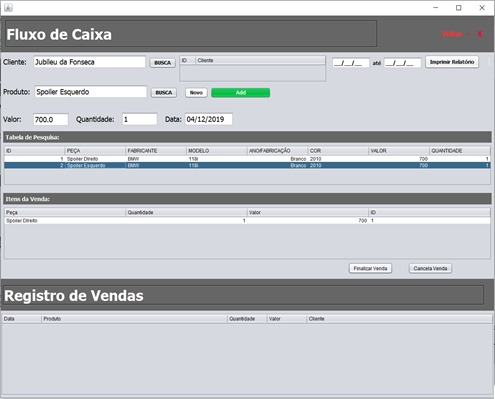 Fluxo de Caixa
Voltar - X
Cliente: Jubileu da Fonseca BUSCA
ID Cliente
__/__/__ até __/__/__ Imprimir Relatório
Produto: Spoiler Esquerdo BUSCA Novo Add
Valor: 700.0 Quantidade: 1 Data: 04/12/2019
Tabela de Pesquisa:
ID PEÇA FABRICANTE MODELO ANO/FABRICAÇÃO COR VALOR QUANTIDADE
1 Spoiler Direito BMW 118i Branco 2010 700 1
2 Spoiler Esquerdo BMW 118i Branco 2010 700 1
Itens da Venda:
Peça Quantidade Valor ID
Spoiler Direito 1 700 1
Finalizar Venda Cancela Venda
Registro de Vendas
Data Produto Quantidade Valor Cliente